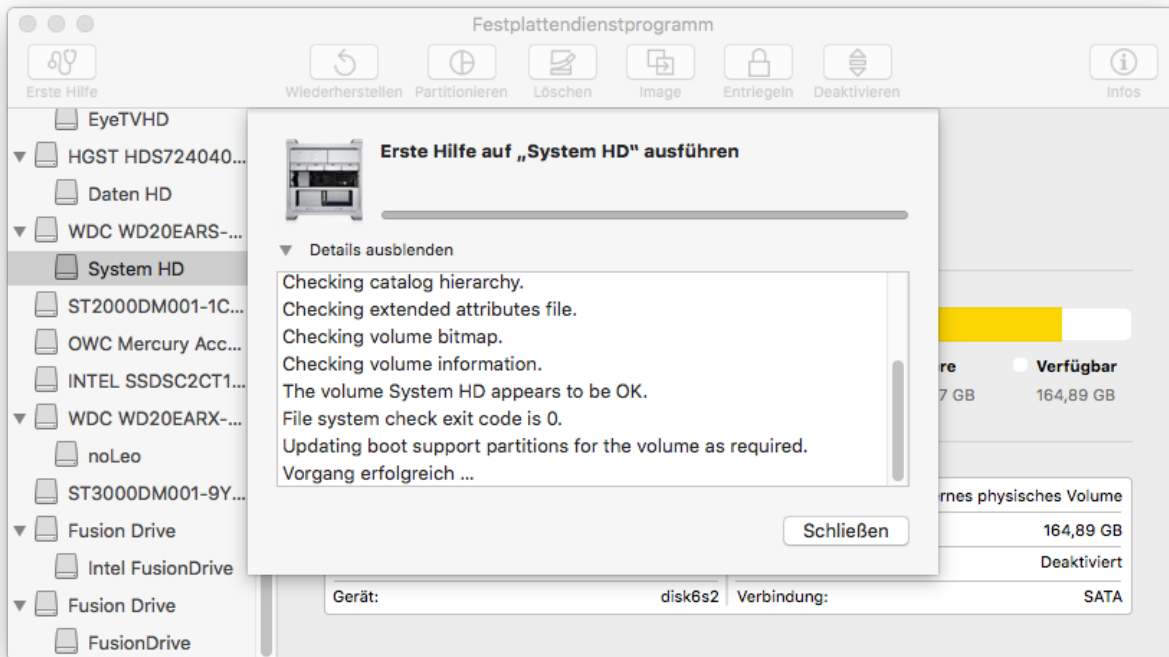 Festplattendienstprogramm
Erste Hilfe
Wiederherstellen
Partitionieren
Löschen
Image
Entriegeln
Deaktivieren
Infos
EyeTVHD
HGST HDS724040...
Daten HD
WDC WD20EARS-...
System HD
ST2000DM001-1C...
OWC Mercury Acc...
INTEL SSDSC2CT1...
WDC WD20EARX-...
noLeo
ST3000DM001-9Y...
Fusion Drive
Intel FusionDrive
Fusion Drive
FusionDrive
Erste Hilfe auf „System HD“ ausführen
Details ausblenden
Checking catalog hierarchy.
Checking extended attributes file.
Checking volume bitmap.
Checking volume information.
The volume System HD appears to be OK.
File system check exit code is 0.
Updating boot support partitions for the volume as required.
Vorgang erfolgreich ...
Schließen
Verfügbar
7 GB
164,89 GB
physisches Volume
164,89 GB
Deaktiviert
Gerät: disk6s2
Verbindung: SATA